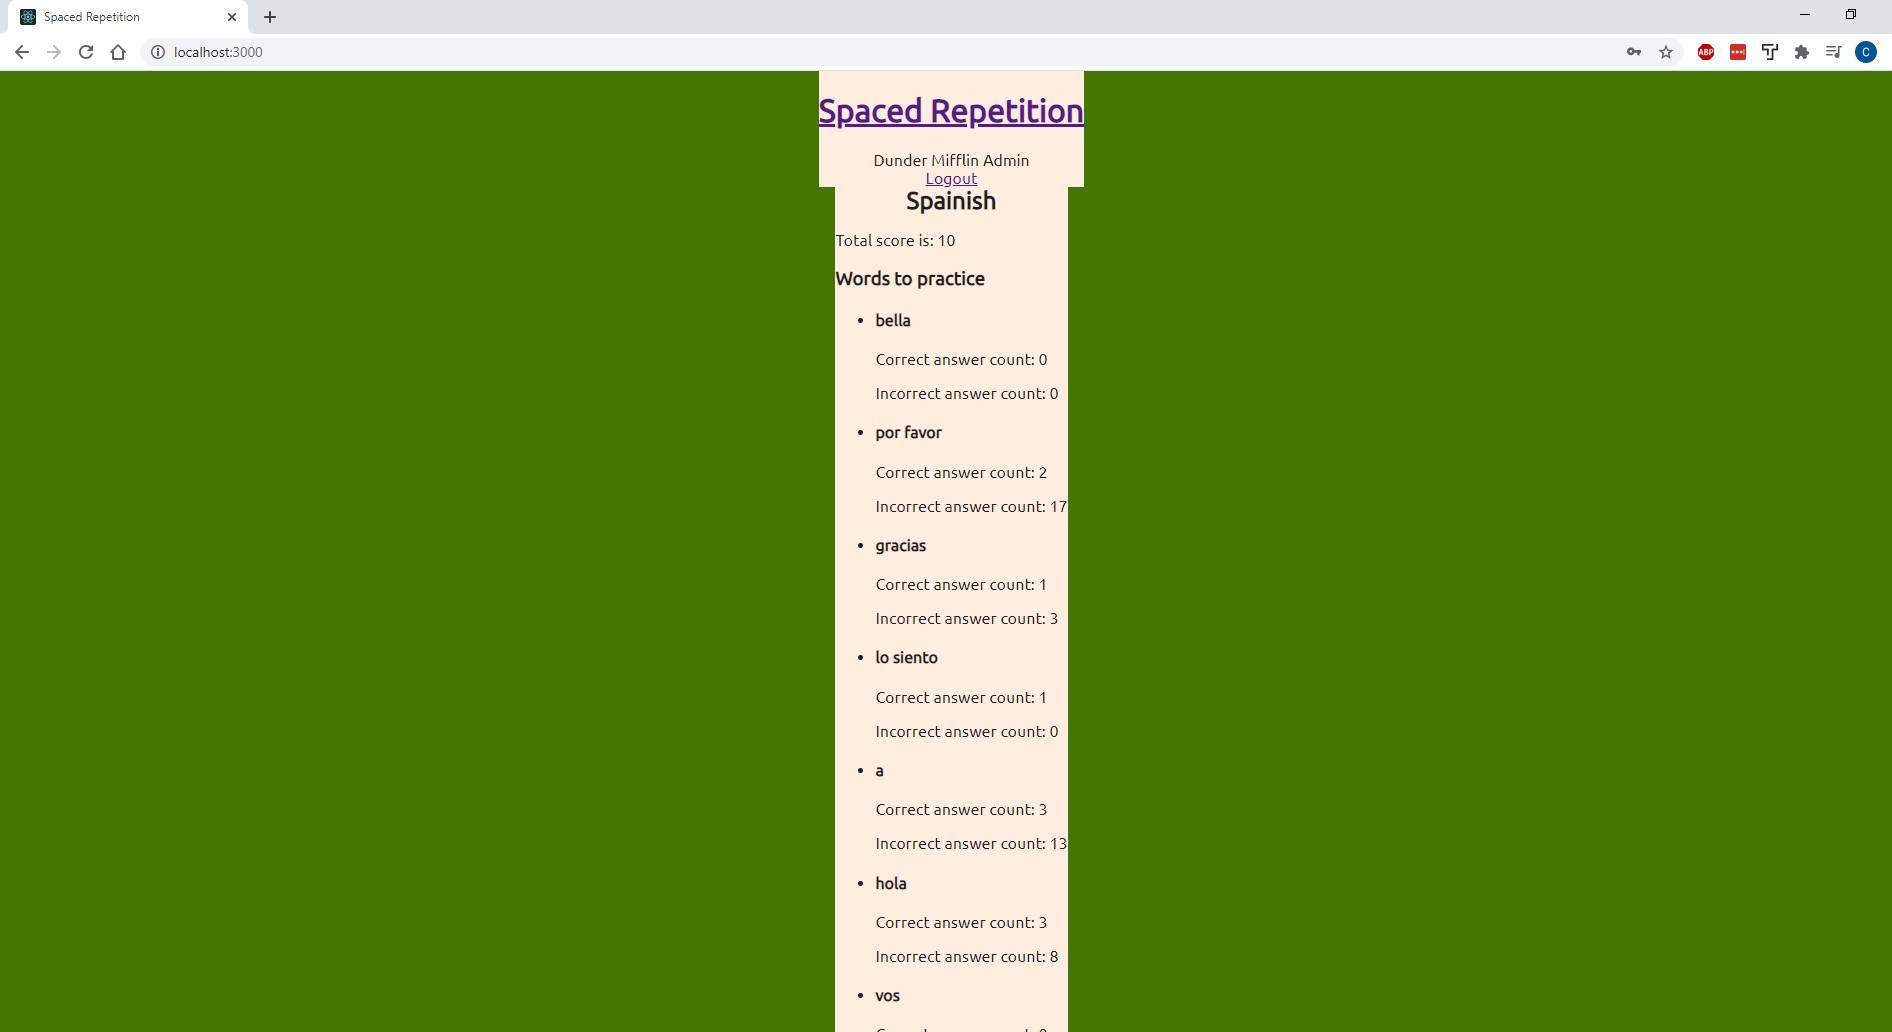 Spaced Repetition
localhost:3000
ABP
C
Spaced Repetition
Dunder Mifflin Admin
Logout
Spainish
Total score is: 10
Words to practice
• bella
Correct answer count: 0
Incorrect answer count: 0
• por favor
Correct answer count: 2
Incorrect answer count: 17
• gracias
Correct answer count: 1
Incorrect answer count: 3
• lo siento
Correct answer count: 1
Incorrect answer count: 0
• a
Correct answer count: 3
Incorrect answer count: 13
• hola
Correct answer count: 3
Incorrect answer count: 8
• vos